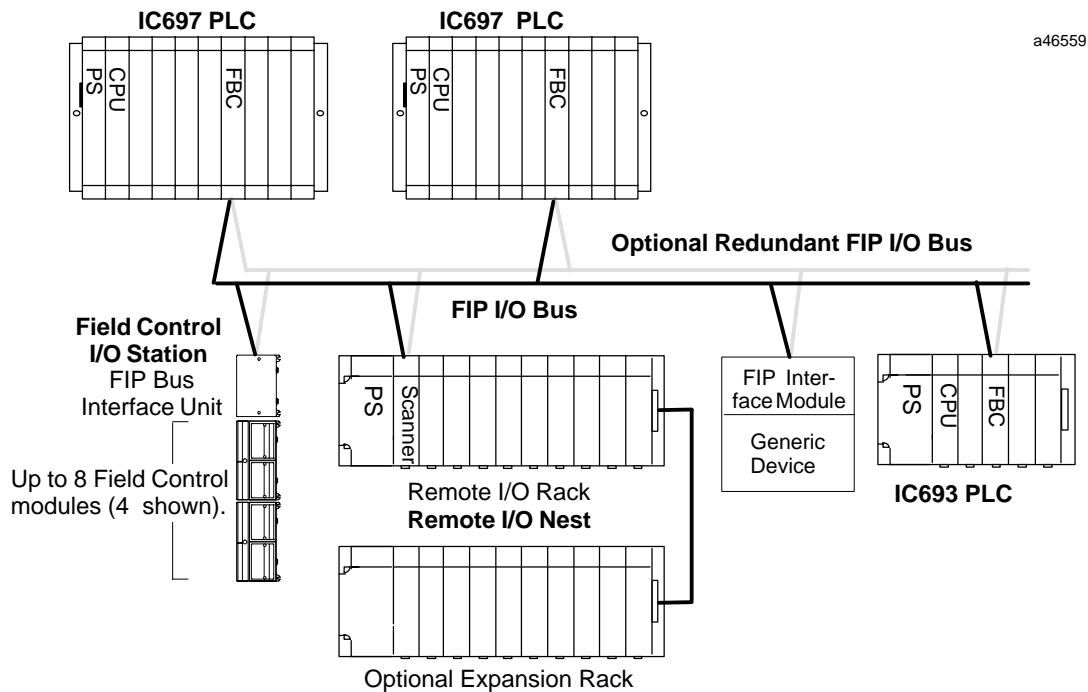 IC697 PLC
IC697 PLC
a46559
PS
CPU
FBC
PS
CPU
FBC
Optional Redundant FIP I/O Bus
FIP I/O Bus
Field Control
I/O Station
FIP Bus
Interface Unit
Up to 8 Field Control
modules (4 shown).
PS
Scanner
Remote I/O Rack
Remote I/O Nest
Optional Expansion Rack
FIP Inter-
face Module
Generic
Device
PS
CPU
FBC
IC693 PLC